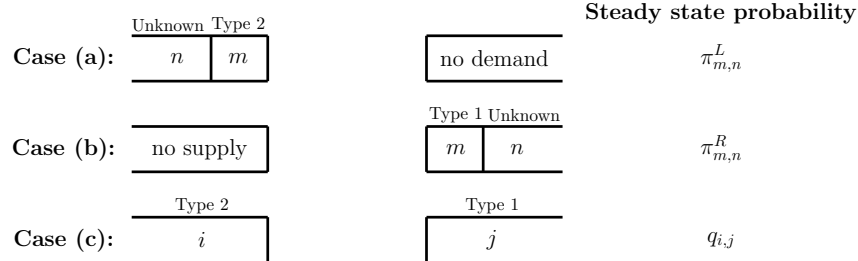 Steady state probability
Unknown Type 2
Case (a): n m no demand π^L_{m,n}
Type 1 Unknown
Case (b): no supply m n π^R_{m,n}
Type 2 Type 1
Case (c): i j q_{i,j}